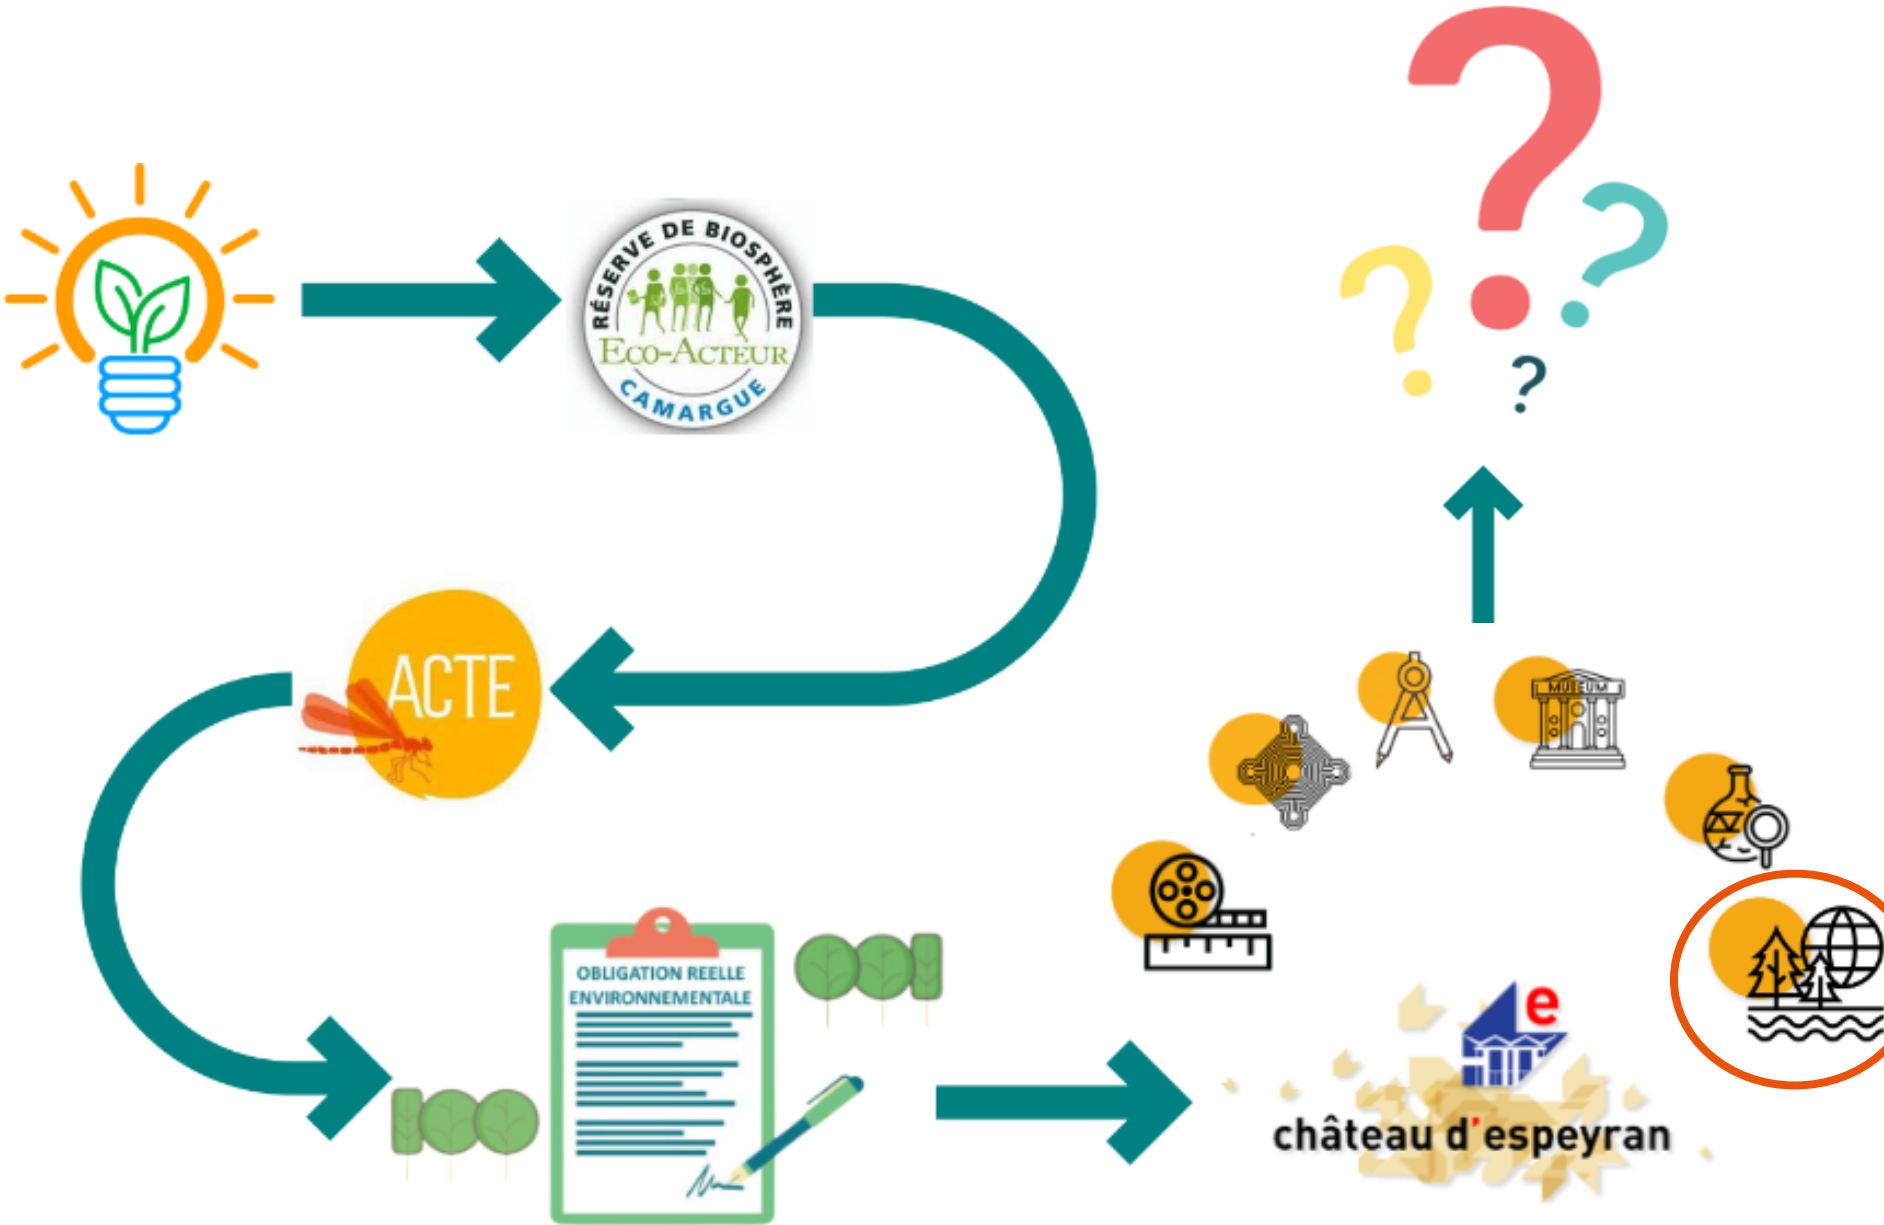 RÉSERVE DE BIOSPHÈRE
ECO-ACTEUR
CAMARGUE
ACTE
OBLIGATION REELLE
ENVIRONNEMENTALE
MUSEUM
e
château d'espeyran
?
?
?
?